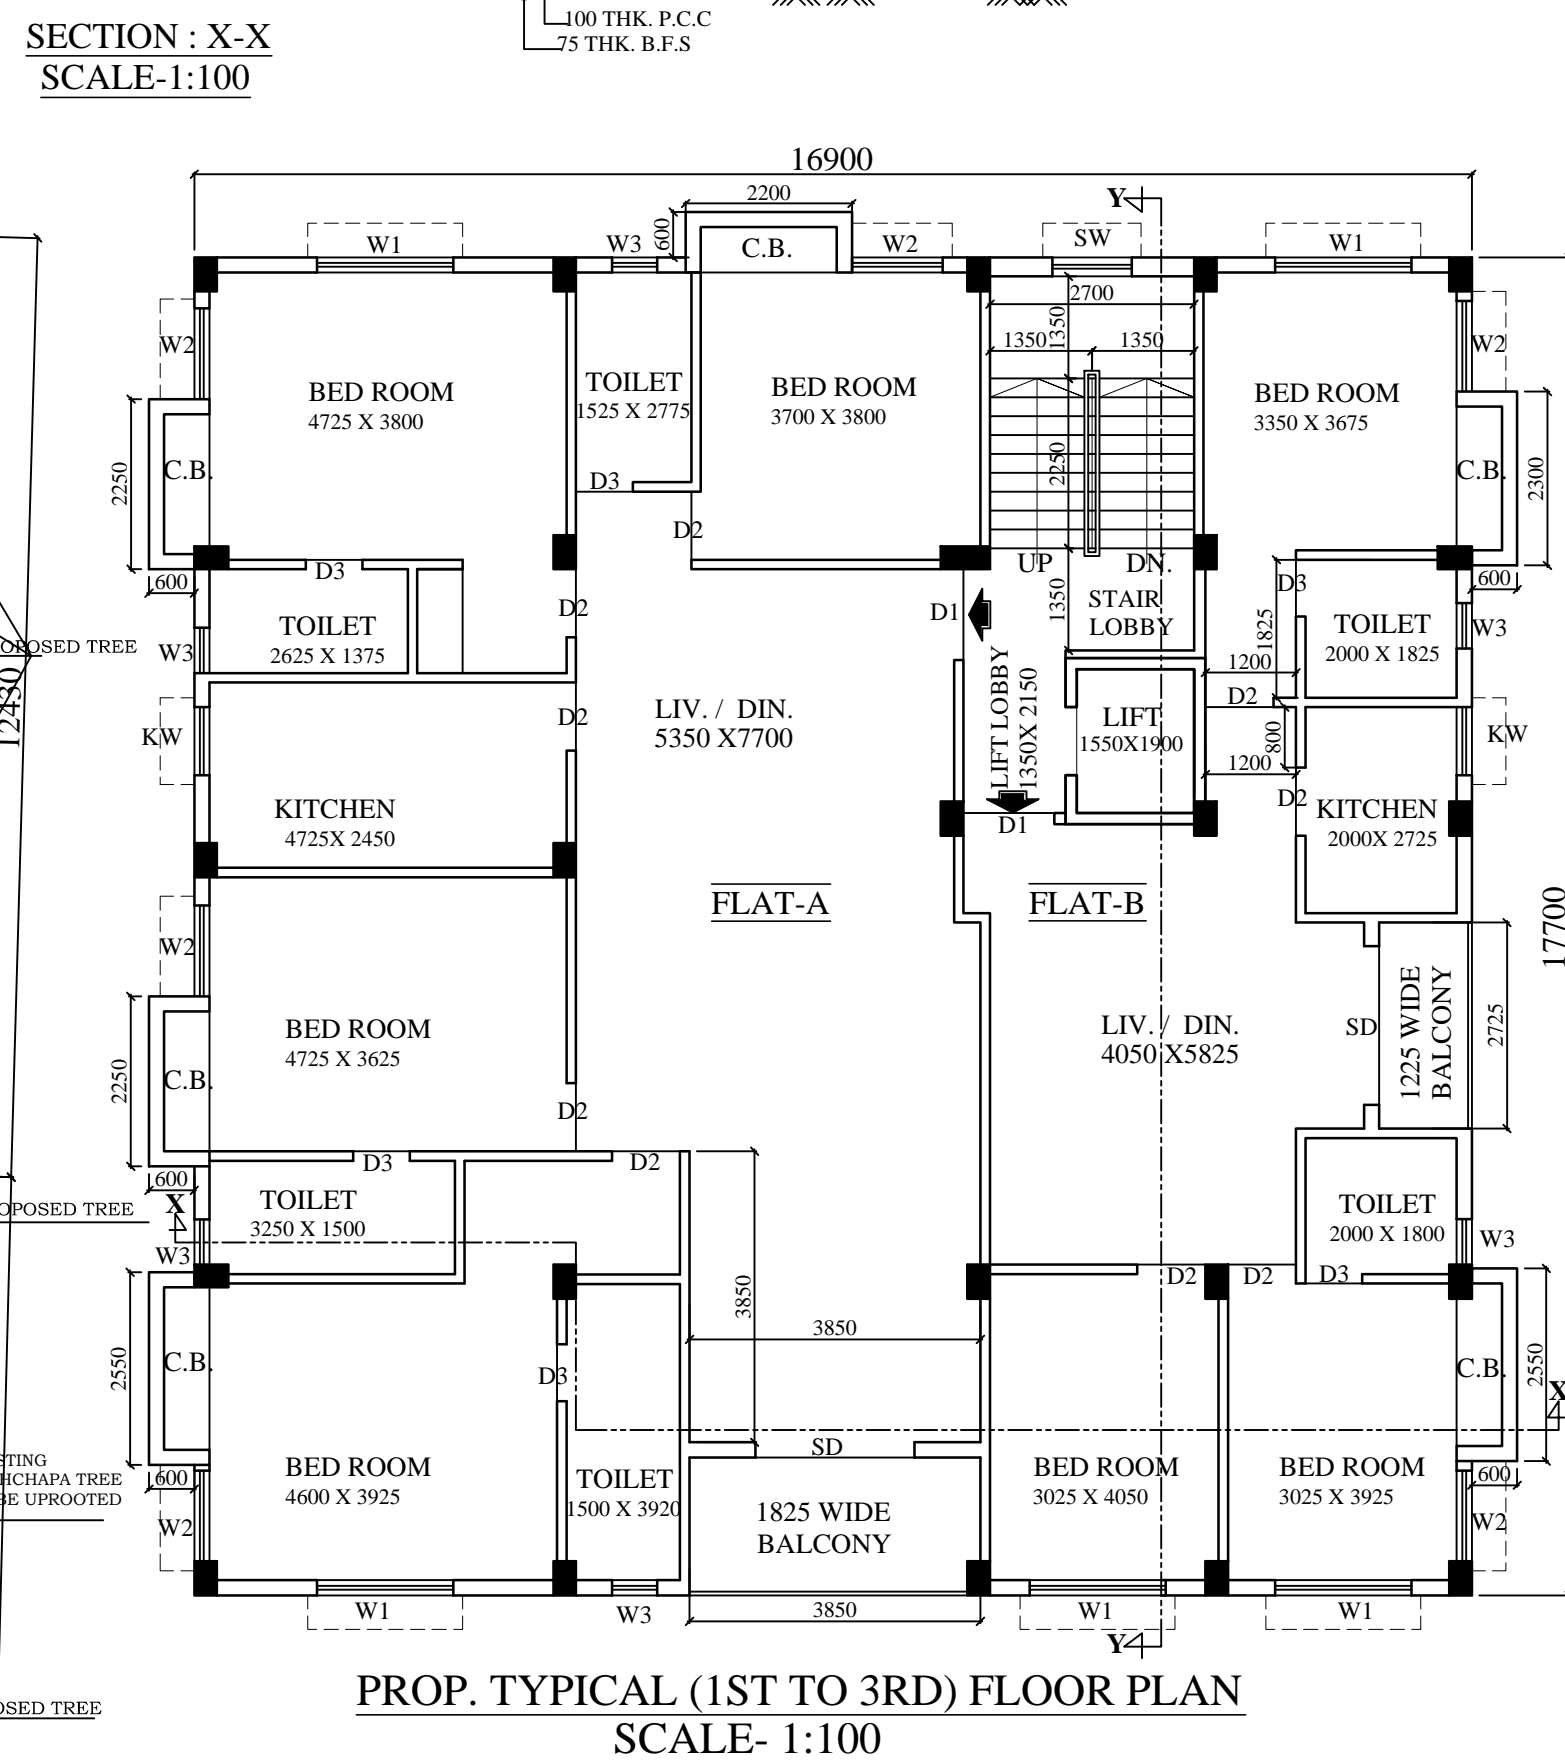 100 THK. P.C.C
SECTION : X-X
75 THK. B.F.S
SCALE-1:100
16900
2200
Y
W1
W3
600
C.B.
W2
SW
W1
2700
1350
W2
1350
1350
W2
TOILET
1525 X 2775
BED ROOM
4725 X 3800
BED ROOM
3700 X 3800
BED ROOM
3350 X 3675
2250
C.B.
D3
2250
C.B.
2300
D2
600
D3
UP
DN.
D3
600
D2
D1
1350
STAIR
LOBBY
1825
TOILET
2625 X 1375
TOILET
2000 X 1825
W3
W3
OPOSED TREE
12430
1200
D2
LIV. / DIN.
5350 X7700
LIFT LOBBY
1350X 2150
LIFT
1550X1900
D2
800
KW
KW
1200
KITCHEN
4725X 2450
D1
D2
KITCHEN
2000X 2725
FLAT-A
FLAT-B
17700
W2
BED ROOM
4725 X 3625
LIV. / DIN.
4050 X5825
SD
1225 WIDE
BALCONY
2725
2250
C.B.
D2
D3
D2
600
X
TOILET
3250 X 1500
OPOSED TREE
TOILET
2000 X 1800
W3
W3
D2
D2
D3
3850
3850
2550
C.B.
D3
C.B.
2550
X
SD
STING
HCHAPA TREE
BE UPROOTED
600
BED ROOM
4600 X 3925
TOILET
1500 X 3920
BED ROOM
3025 X 4050
BED ROOM
3025 X 3925
600
W2
1825 WIDE
BALCONY
W2
W1
W3
3850
W1
W1
Y
PROP. TYPICAL (1ST TO 3RD) FLOOR PLAN
OSED TREE
SCALE- 1:100